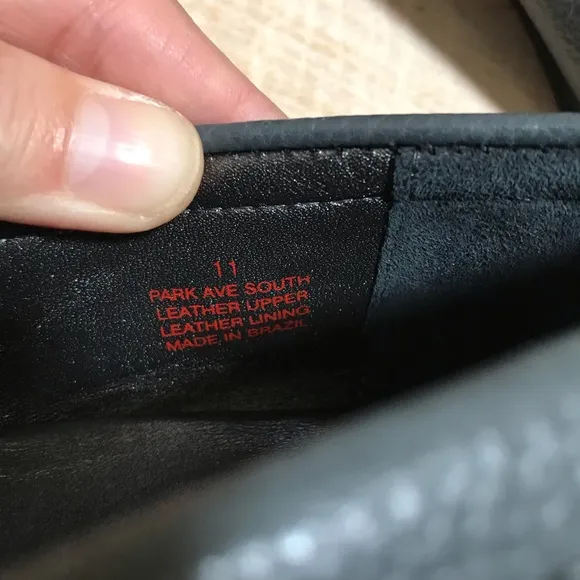 11
PARK AVE SOUTH
LEATHER UPPER
LEATHER LINING
MADE IN BRAZIL